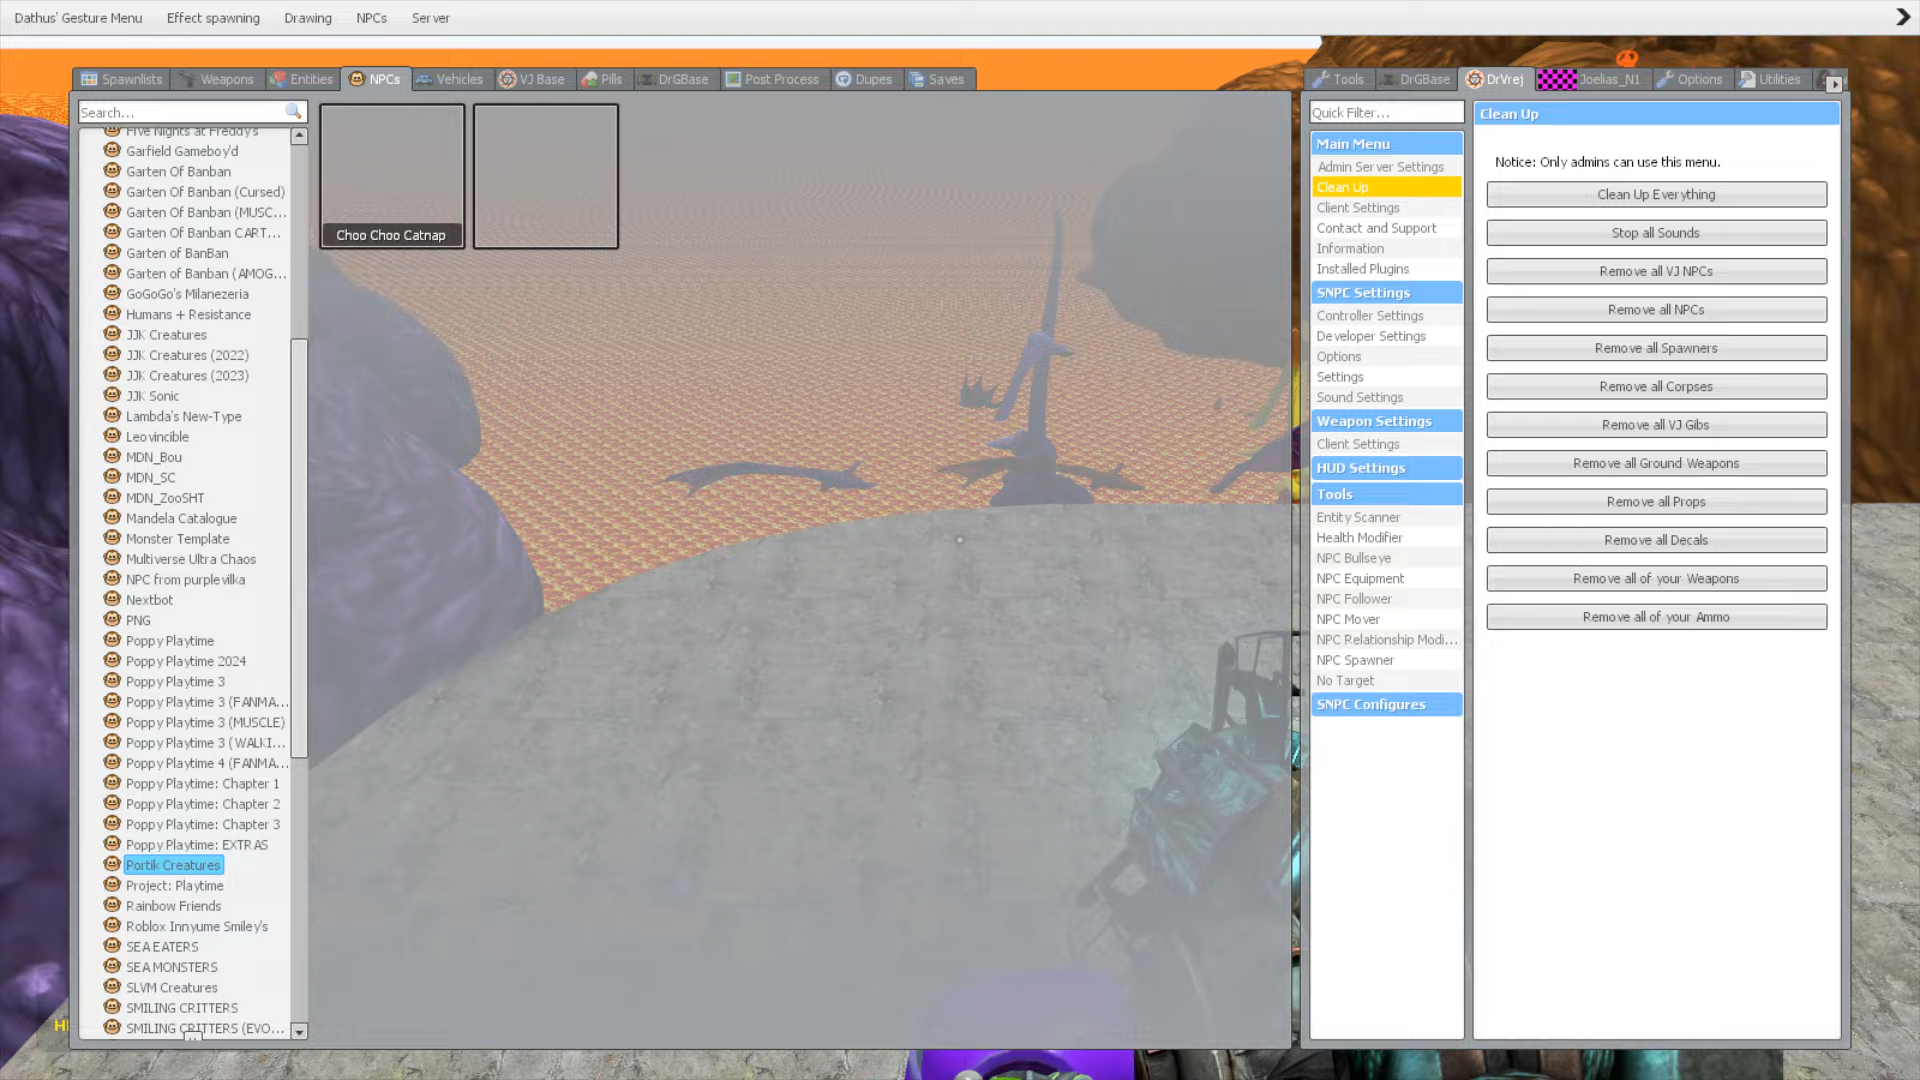 Dathus' Gesture Menu
Effect spawning
Drawing
NPCs
Server
Spawnlists
Weapons
Entities
NPCs
Vehicles
VJ Base
Pills
DrGBase
Post Process
Dupes
Saves
Tools
DrGBase
DrVrej
Joelias_N1
Options
Utilities
Search...
Five Nights at Freddy's
Garfield Gameboy'd
Garten Of Banban
Garten Of Banban (Cursed)
Garten Of Banban (MUSC...
Garten Of Banban CART...
Garten of BanBan
Garten of Banban (AMOG...
GoGoGo's Milanezeria
Humans + Resistance
JJK Creatures
JJK Creatures (2022)
JJK Creatures (2023)
JJK Sonic
Lambda's New-Type
Leovincible
MDN_Bou
MDN_SC
MDN_ZooSHT
Mandela Catalogue
Monster Template
Multiverse Ultra Chaos
NPC from purplevilka
Nextbot
PNG
Poppy Playtime
Poppy Playtime 2024
Poppy Playtime 3
Poppy Playtime 3 (FANMA...
Poppy Playtime 3 (MUSCLE)
Poppy Playtime 3 (WALKI...
Poppy Playtime 4 (FANMA...
Poppy Playtime: Chapter 1
Poppy Playtime: Chapter 2
Poppy Playtime: Chapter 3
Poppy Playtime: EXTRAS
Portik Creatures
Project: Playtime
Rainbow Friends
Roblox Innyume Smiley's
SEA EATERS
SEA MONSTERS
SLVM Creatures
SMILING CRITTERS
SMILING CRITTERS (EVO...
Choo Choo Catnap
Quick Filter...
Main Menu
Admin Server Settings
Clean Up
Client Settings
Contact and Support
Information
Installed Plugins
SNPC Settings
Controller Settings
Developer Settings
Options
Settings
Sound Settings
Weapon Settings
Client Settings
HUD Settings
Tools
Entity Scanner
Health Modifier
NPC Bullseye
NPC Equipment
NPC Follower
NPC Mover
NPC Relationship Modi...
NPC Spawner
No Target
SNPC Configures
Clean Up
Notice: Only admins can use this menu.
Clean Up Everything
Stop all Sounds
Remove all VJ NPCs
Remove all NPCs
Remove all Spawners
Remove all Corpses
Remove all VJ Gibs
Remove all Ground Weapons
Remove all Props
Remove all Decals
Remove all of your Weapons
Remove all of your Ammo